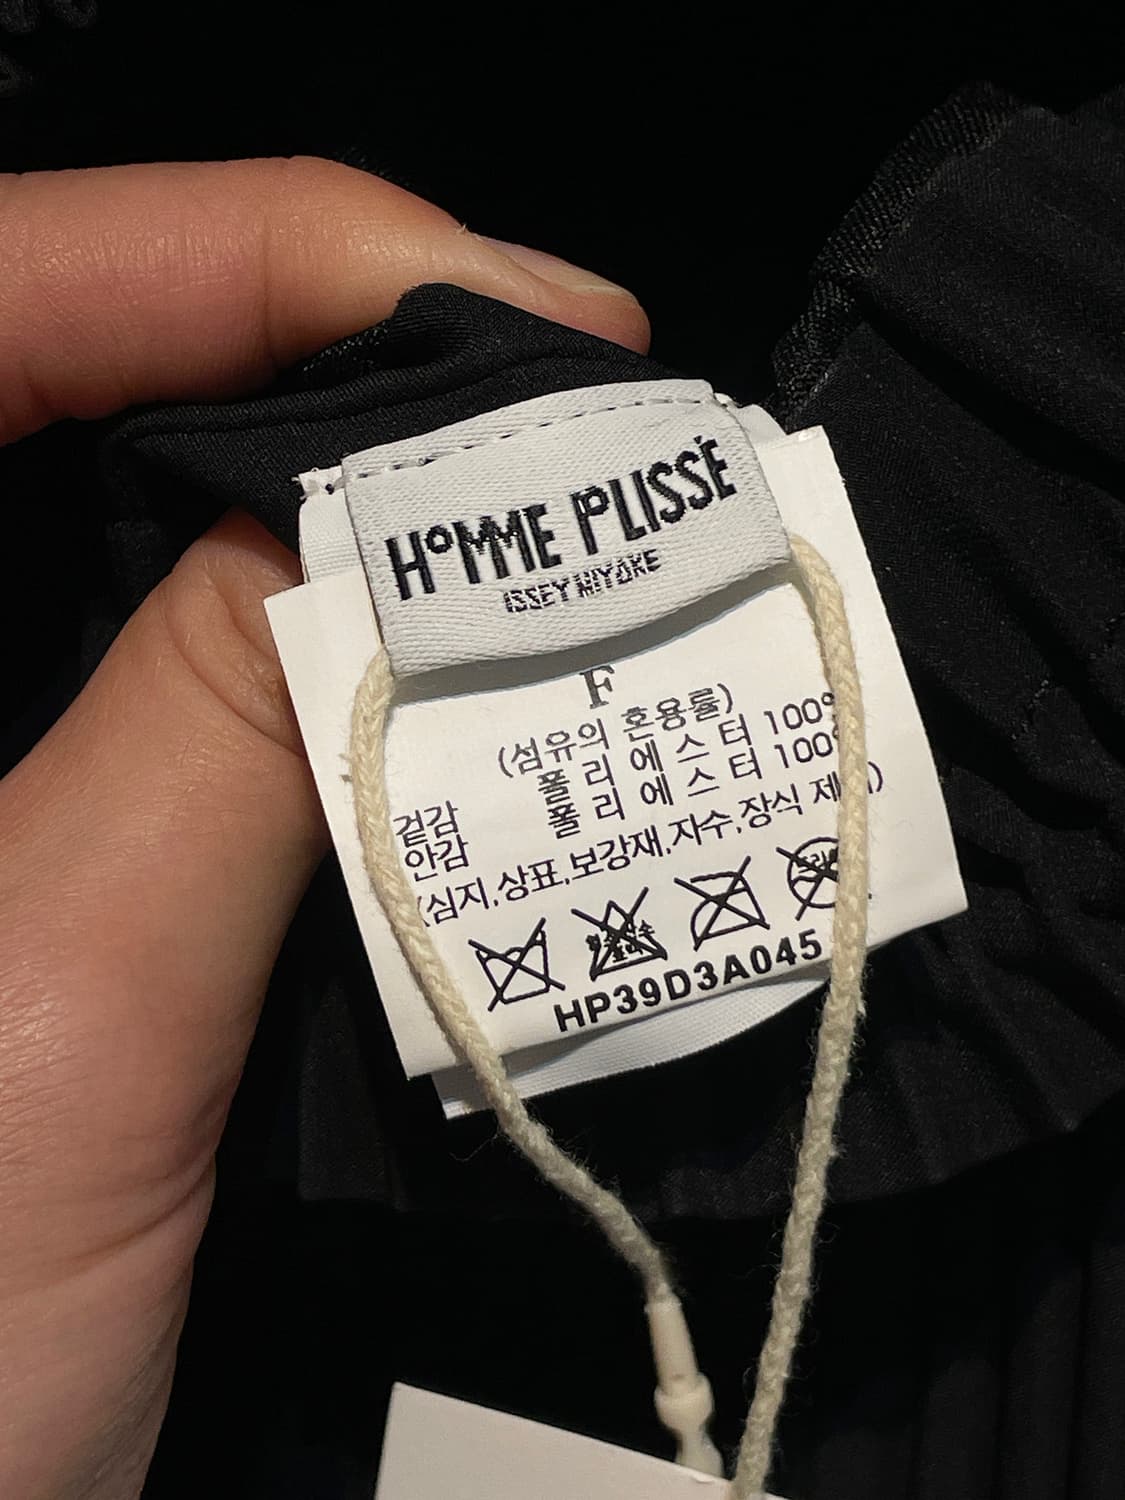 HOMME PLISSÉ
ISSEY MIYAKE
F
(섬유의 혼용률)
겉감 폴리에스터 100%
안감 폴리에스터 100%
(심지,상표,보강재,자수,장식 제외)
HP39D3A045